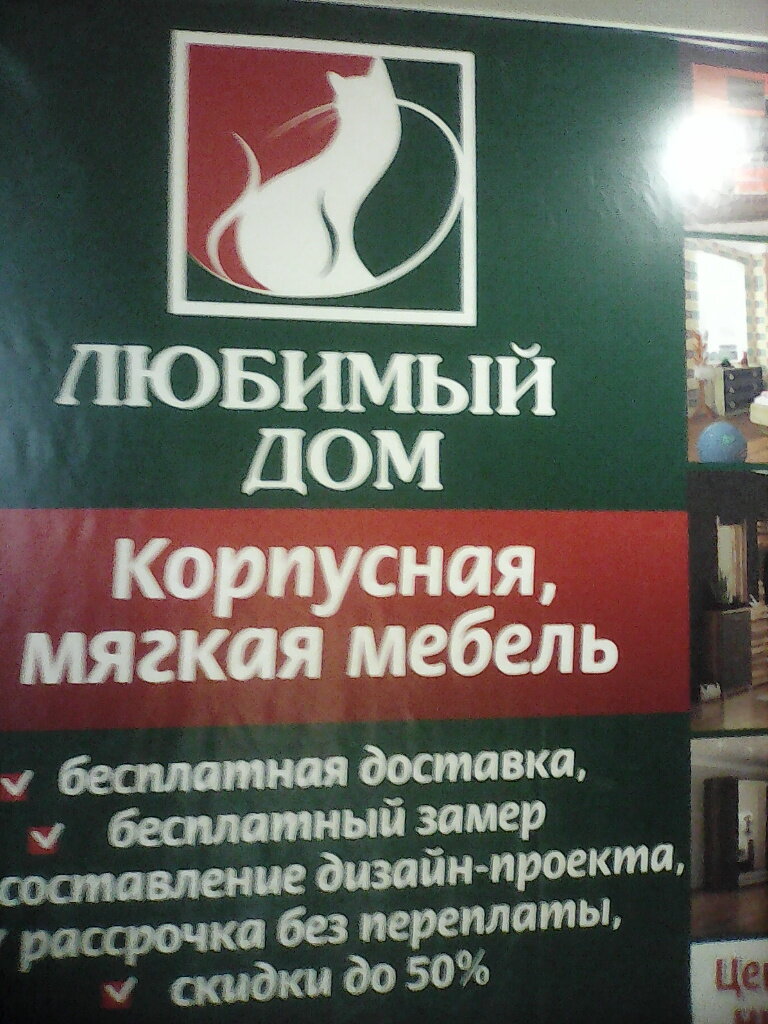 ЛЮБИМЫЙ
ДОМ
Корпусная,
мягкая мебель
бесплатная доставка,
бесплатный замер
составление дизайн-проекта,
рассрочка без переплаты,
скидки до 50%